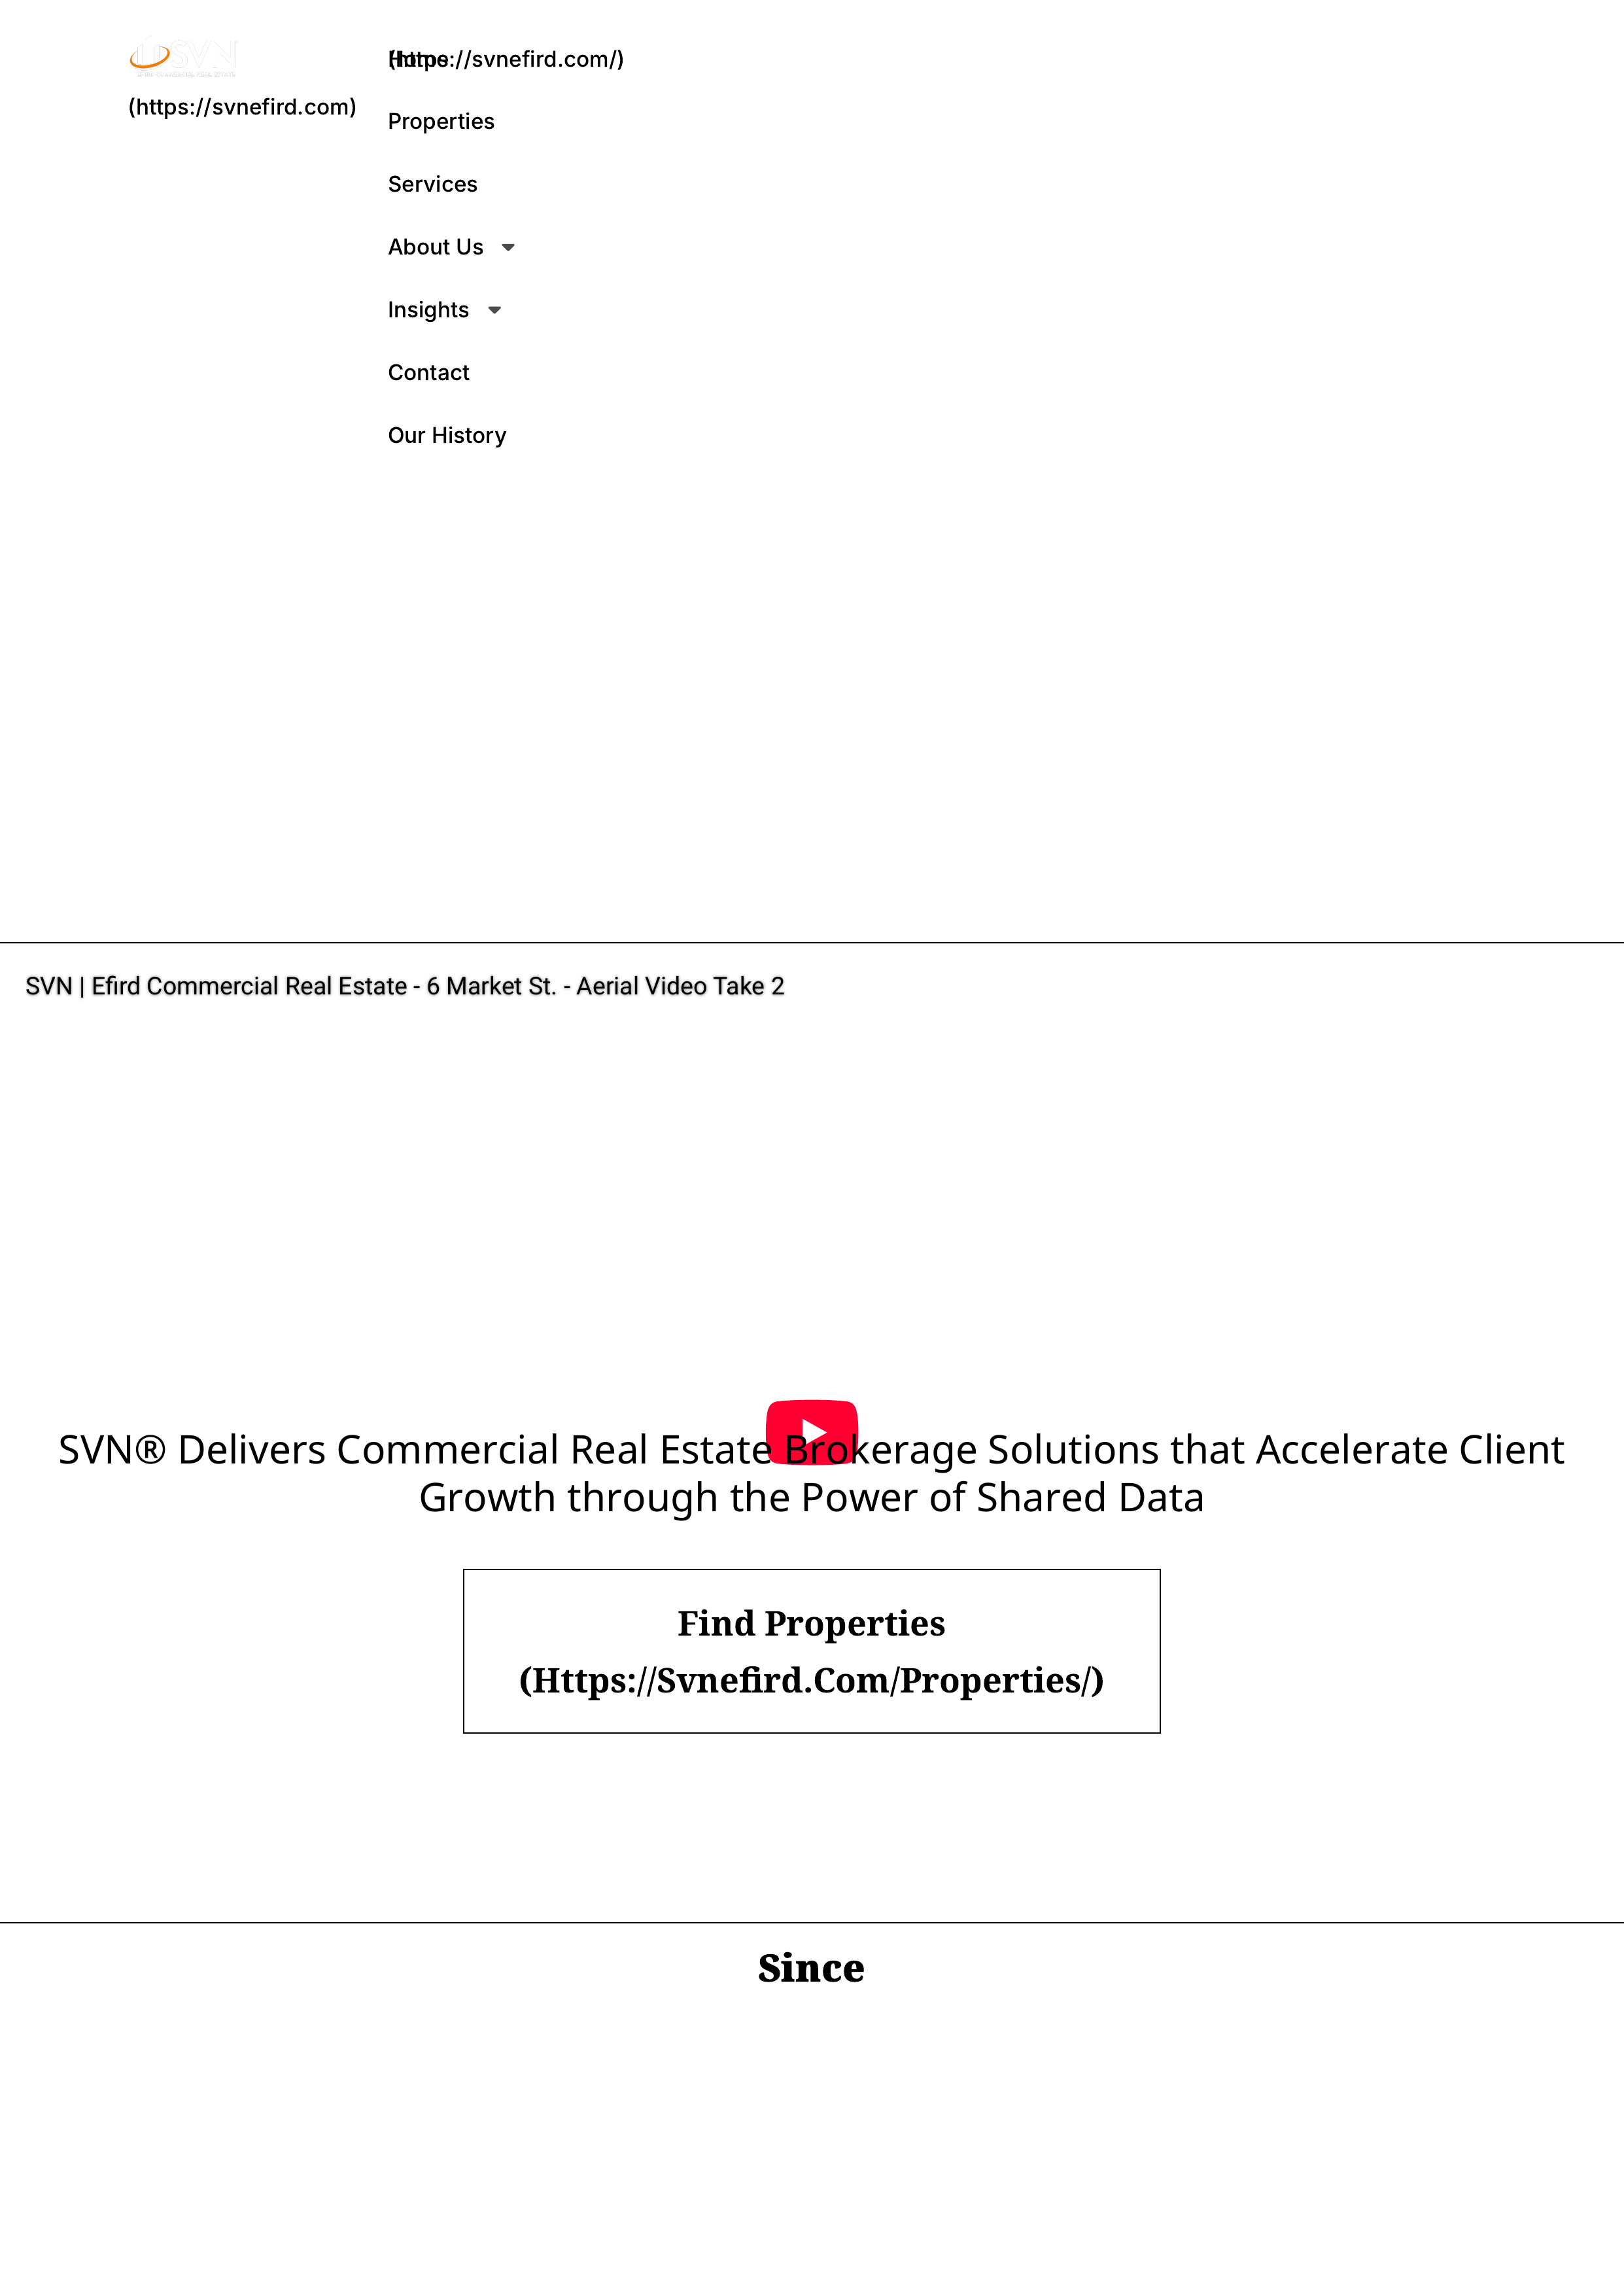 SVN
(https://svnefird.com)
Home
(https://svnefird.com/)
Properties
Services
About Us
Insights
Contact
Our History
SVN | Efird Commercial Real Estate - 6 Market St. - Aerial Video Take 2
SVN® Delivers Commercial Real Estate Brokerage Solutions that Accelerate Client
Growth through the Power of Shared Data
Find Properties
(Https://Svnefird.Com/Properties/)
Since